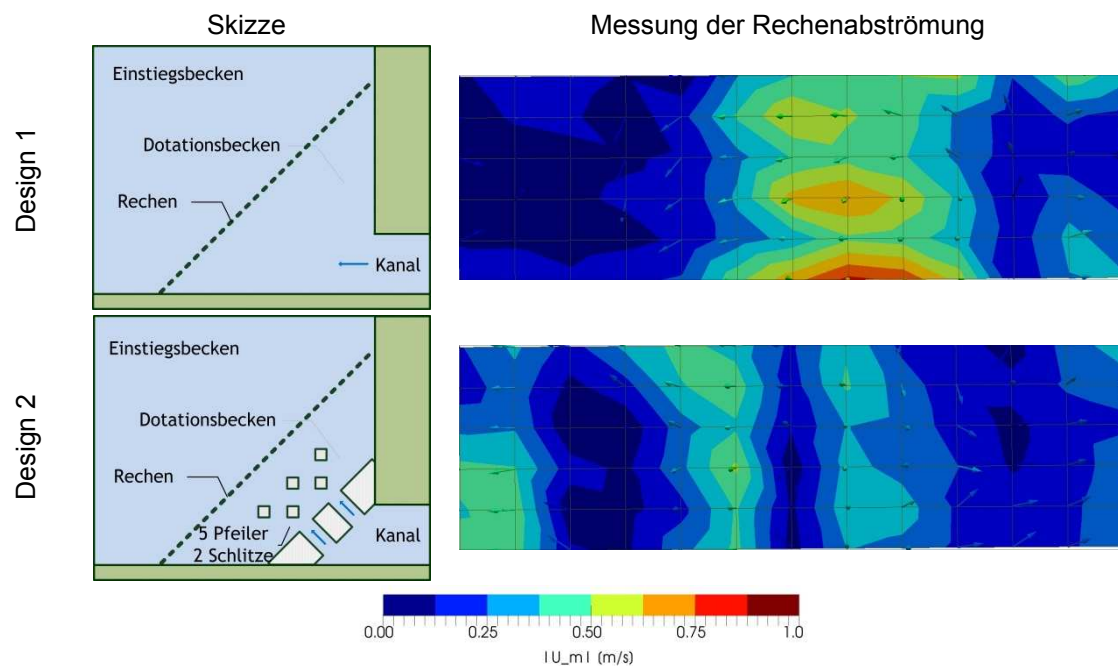 Skizze
Messung der Rechenabströmung
Design 1
Einstiegsbecken
Dotationsbecken
Rechen
Kanal
Design 2
Einstiegsbecken
Dotationsbecken
Rechen
5 Pfeiler
2 Schlitze
Kanal
0.00 0.25 0.50 0.75 1.0
|U_m| (m/s)